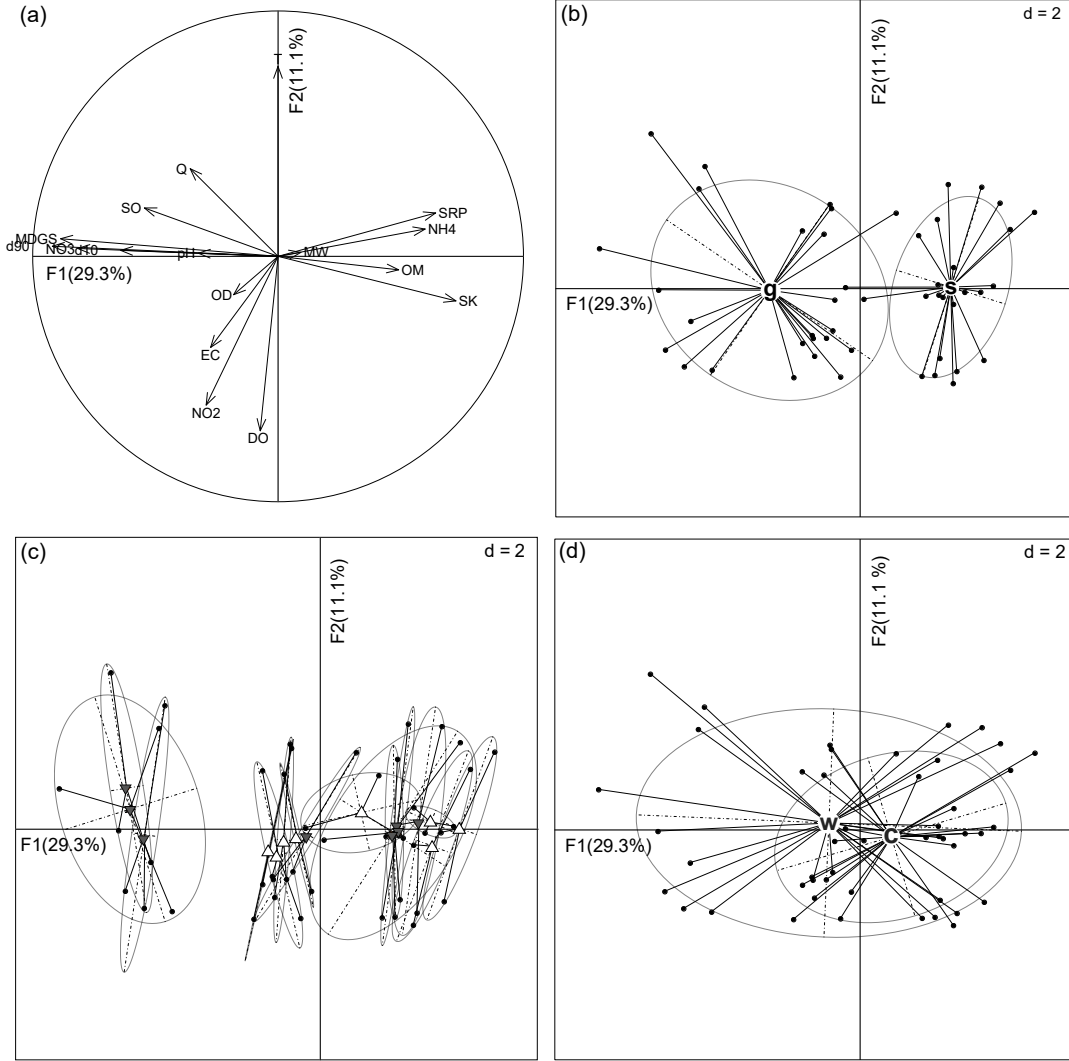 (a)
T
F2(11.1%)
Q
SO
SRP
NH4
MDGS
d90
NO3
d10
pH
MW
F1(29.3%)
OM
OD
SK
EC
NO2
DO
(b)
d = 2
F2(11.1%)
g
s
F1(29.3%)
(c)
d = 2
F2(11.1%)
F1(29.3%)
(d)
d = 2
F2(11.1 %)
w
c
F1(29.3%)